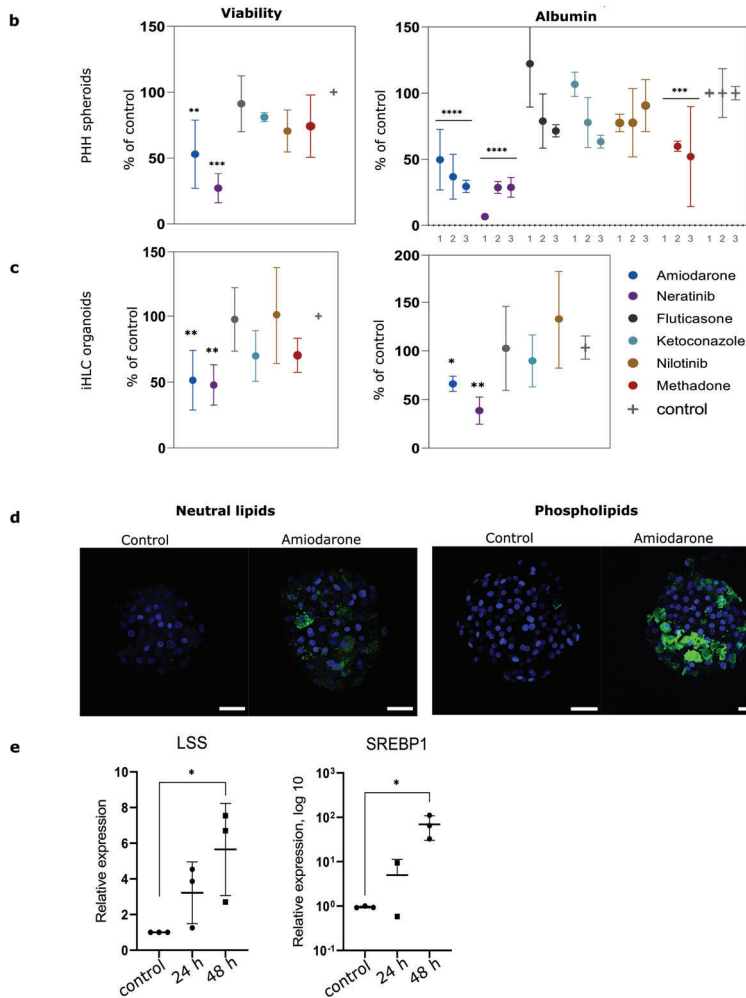 b
Viability
Albumin
PHH spheroids
% of control
150
100
50
0
**
***
% of control
150
100
50
0
****
****
***
1 2 3 1 2 3 1 2 3 1 2 3 1 2 3 1 2 3 1 2 3
c
iHLC organoids
% of control
150
100
50
0
**
**
% of control
200
150
100
50
0
*
**
Amiodarone
Neratinib
Fluticasone
Ketoconazole
Nilotinib
Methadone
control
d
Neutral lipids
Phospholipids
Control
Amiodarone
Control
Amiodarone
e
LSS
SREBP1
Relative expression
10
8
6
4
2
0
*
control
24 h
48 h
Relative expression, log 10
10³
10²
10¹
10⁰
10⁻¹
*
control
24 h
48 h